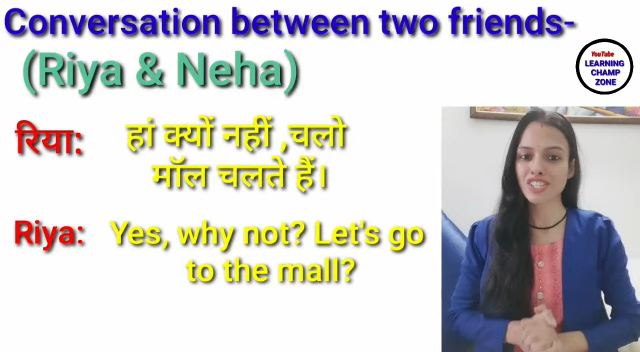 Conversation between two friends-
(Riya & Neha)
YouTube
LEARNING
CHAMP
ZONE
रिया: हां क्यों नहीं ,चलो
मॉल चलते हैं।
Riya: Yes, why not? Let's go
to the mall?